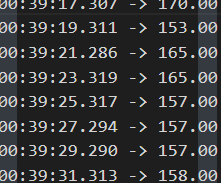 00:39:17.307 -> 170.00
00:39:19.311 -> 153.00
00:39:21.286 -> 165.00
00:39:23.319 -> 165.00
00:39:25.317 -> 157.00
00:39:27.294 -> 157.00
00:39:29.290 -> 157.00
00:39:31.313 -> 158.00